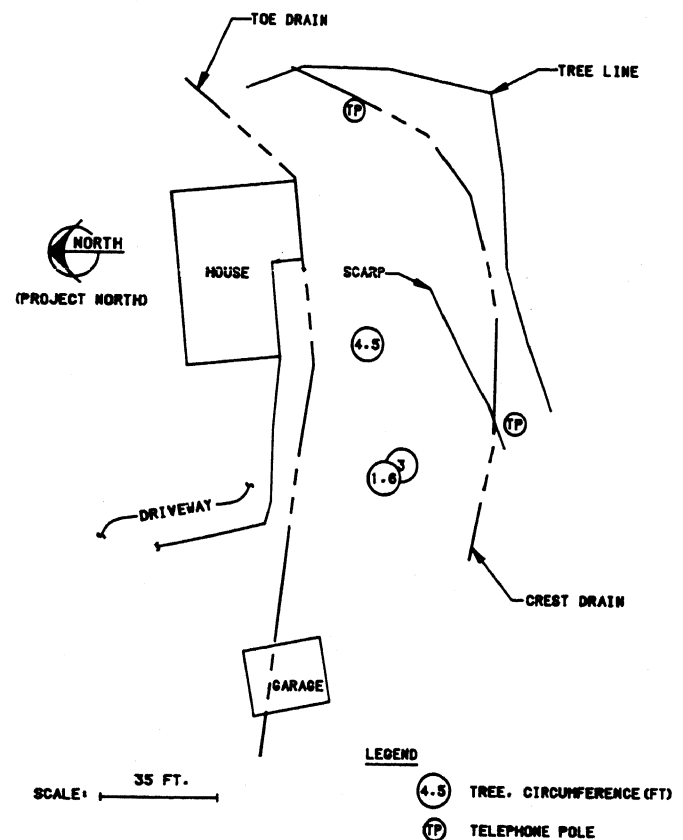 TOE DRAIN
TREE LINE
TP
NORTH
(PROJECT NORTH)
HOUSE
SCARP
4.5
TP
3
1.6
DRIVEWAY
CREST DRAIN
GARAGE
LEGEND
SCALE: 35 FT.
4.5 TREE. CIRCUMFERENCE (FT)
TP TELEPHONE POLE